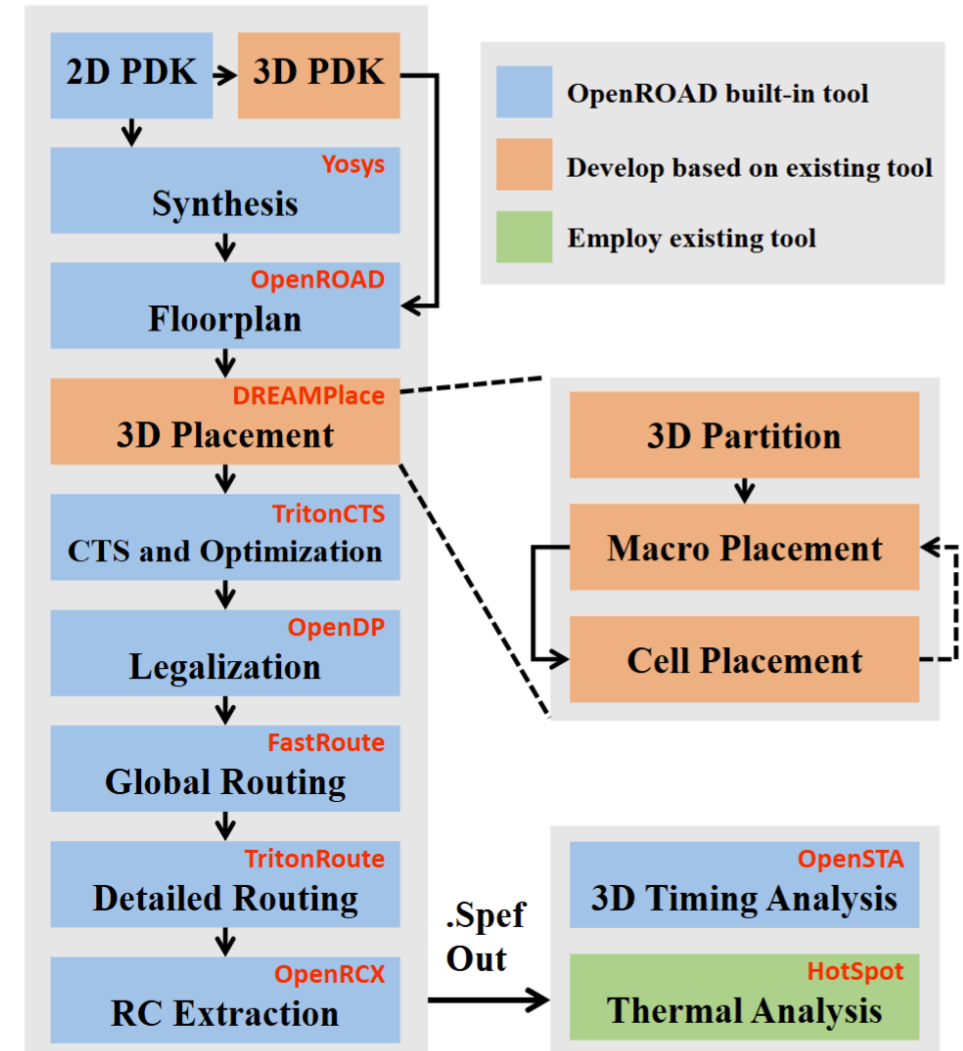 2D PDK
3D PDK
Yosys
Synthesis
OpenROAD
Floorplan
DREAMPlace
3D Placement
TritonCTS
CTS and Optimization
OpenDP
Legalization
FastRoute
Global Routing
TritonRoute
Detailed Routing
OpenRCX
RC Extraction
OpenROAD built-in tool
Develop based on existing tool
Employ existing tool
3D Partition
Macro Placement
Cell Placement
.Spef
Out
OpenSTA
3D Timing Analysis
HotSpot
Thermal Analysis